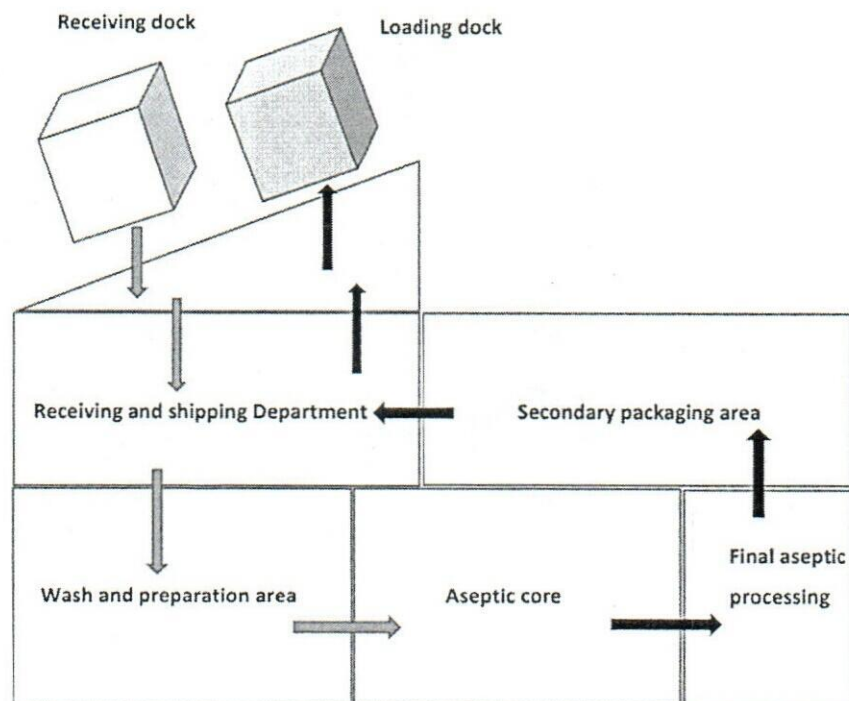 Receiving dock
Loading dock
Receiving and shipping Department
Secondary packaging area
Wash and preparation area
Aseptic core
Final aseptic
processing